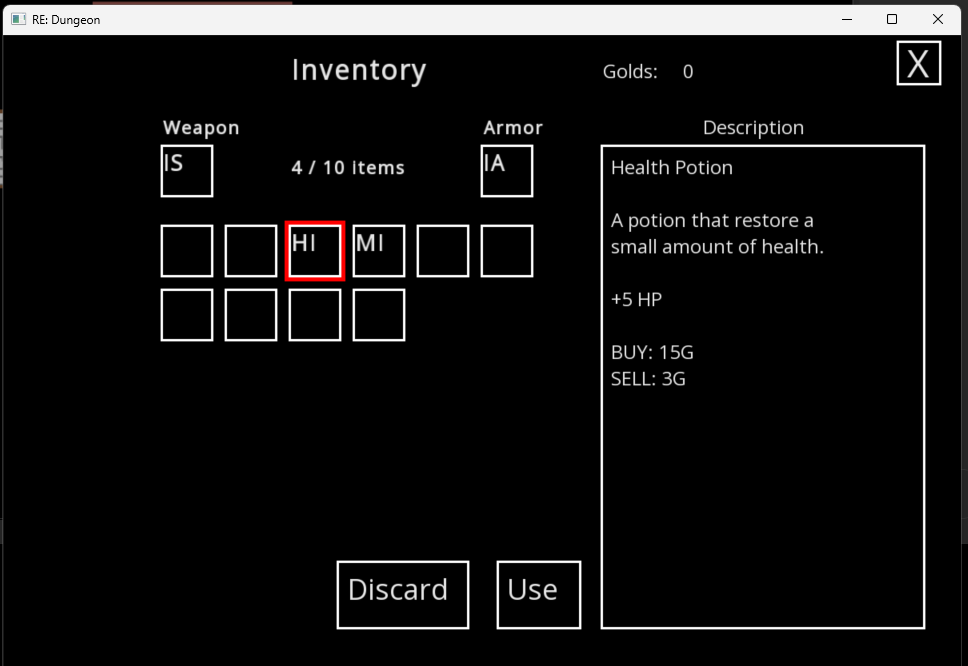 RE: Dungeon
Inventory
Golds: 0
X
Weapon
Armor
Description
IS
4 / 10 items
IA
Health Potion
A potion that restore a
small amount of health.
HI
MI
+5 HP
BUY: 15G
SELL: 3G
Discard
Use